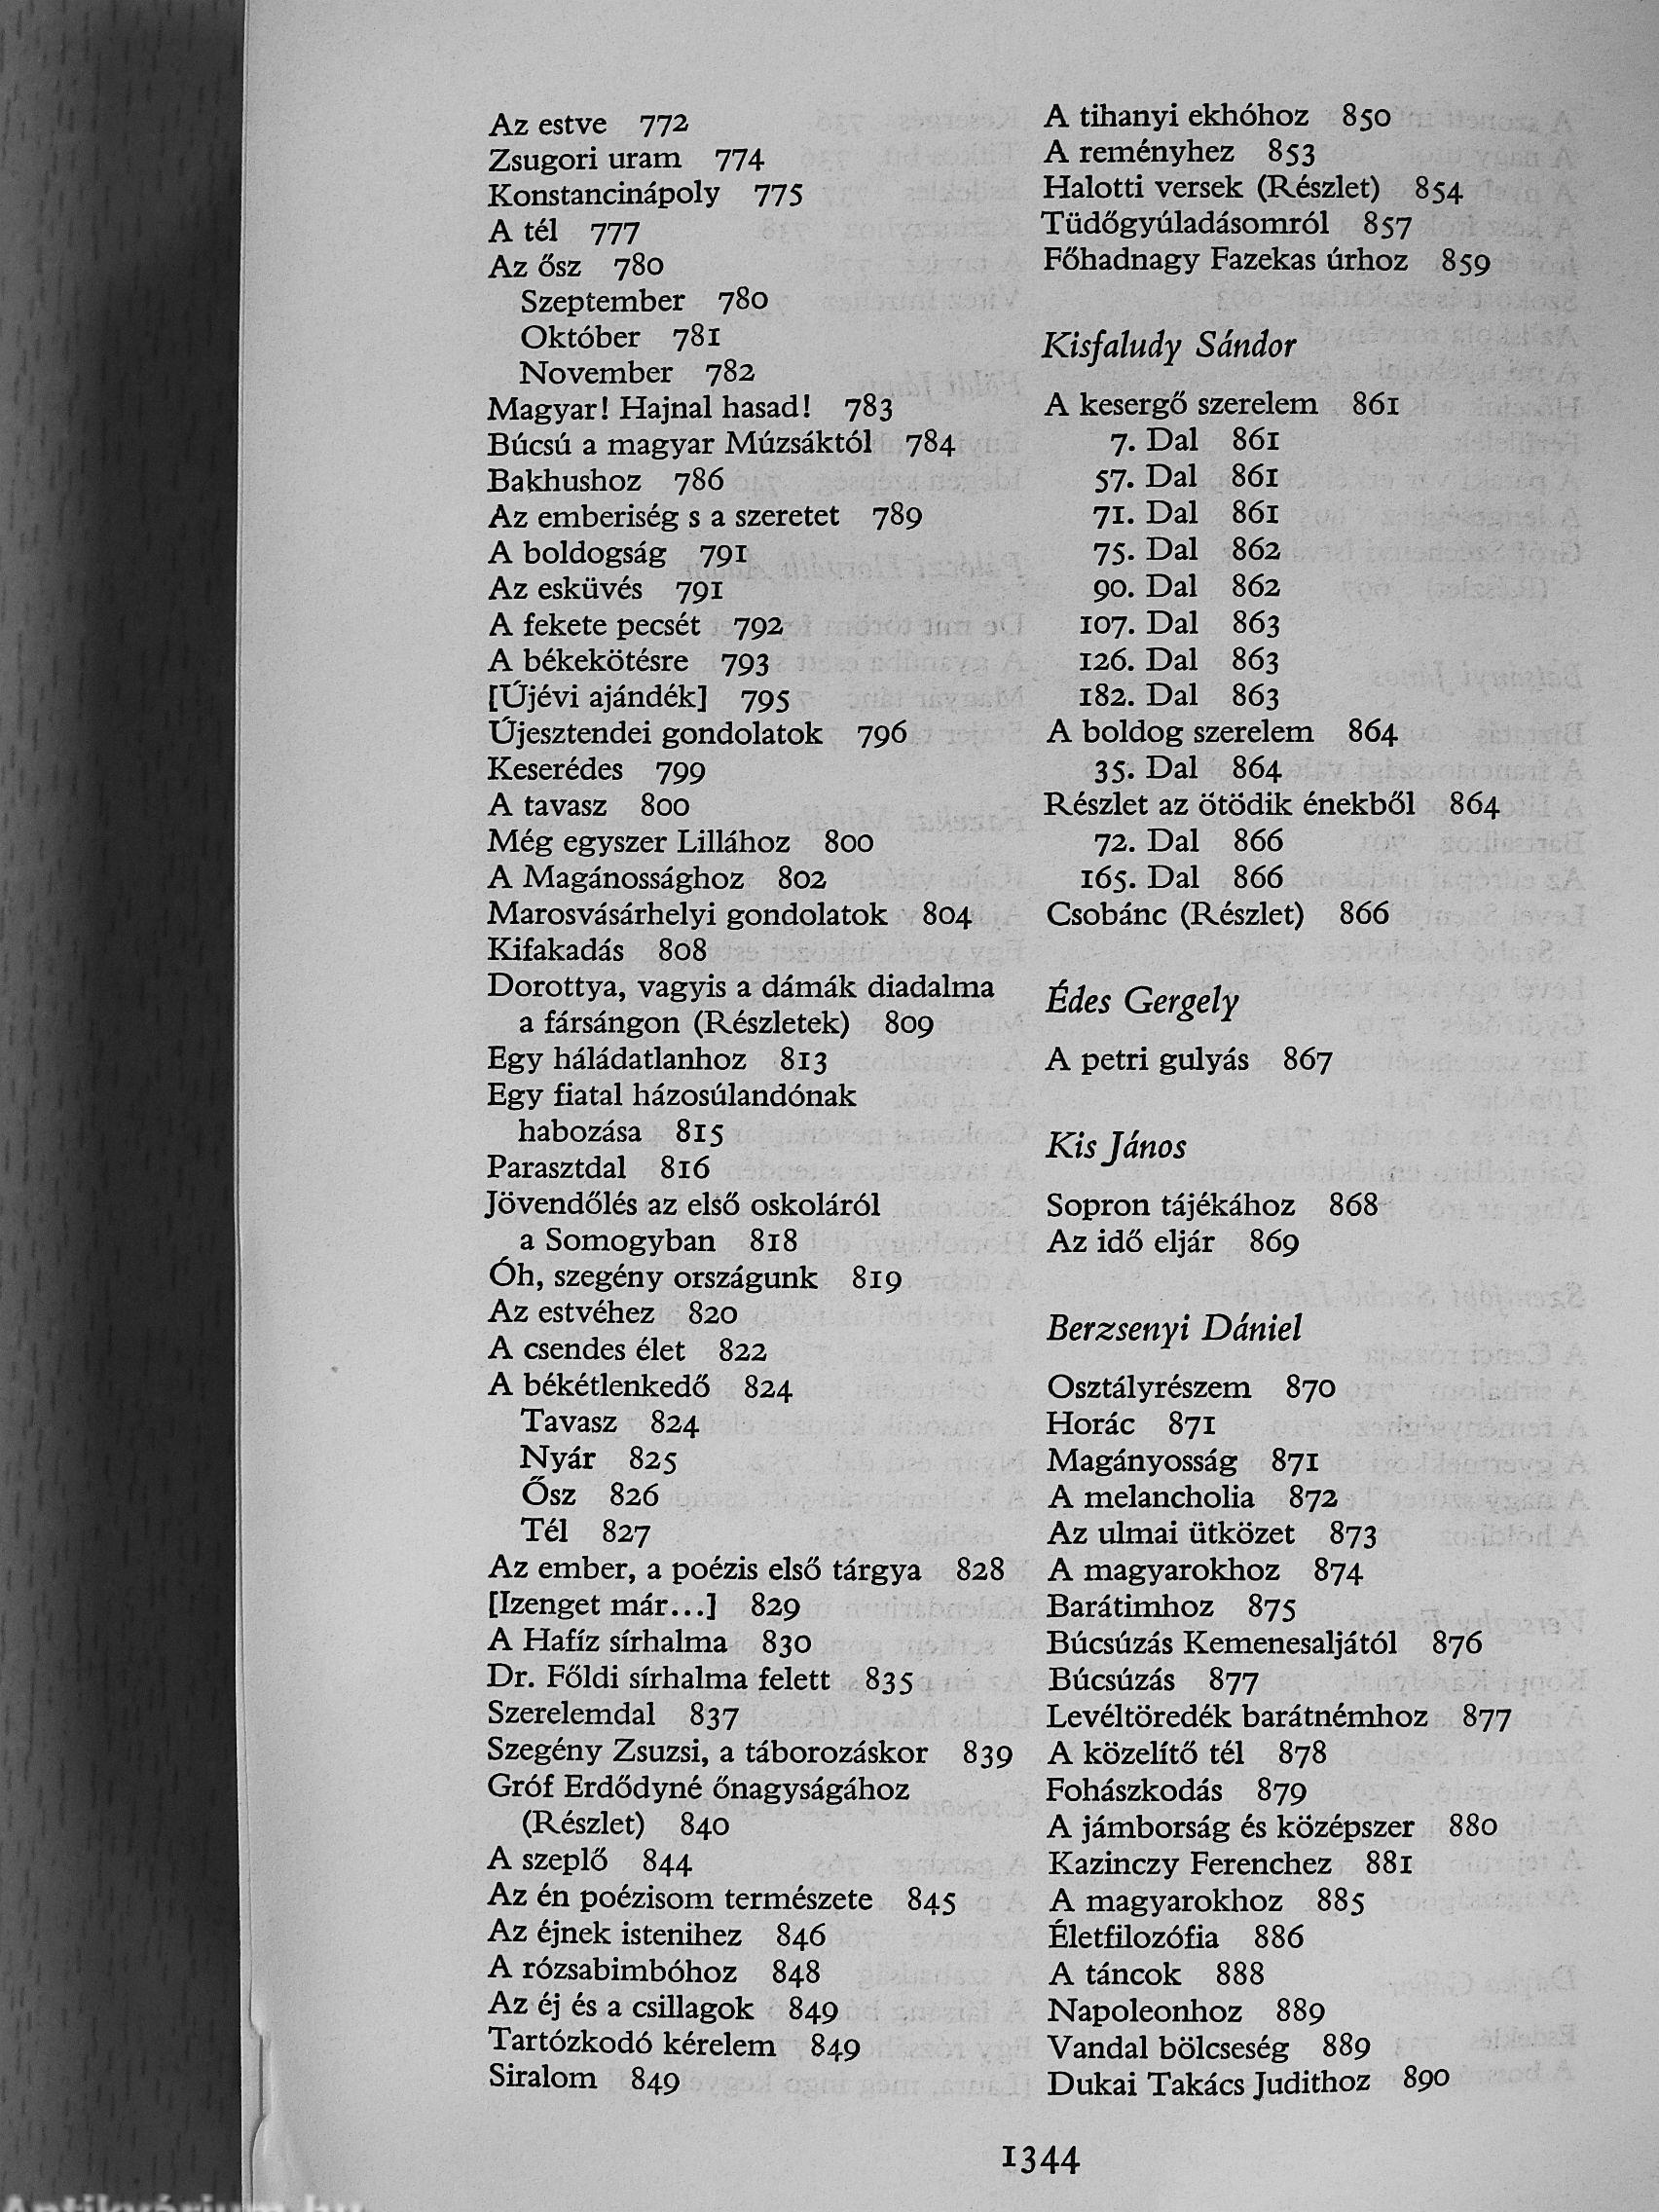 Az estve 772
Zsugori uram 774
Konstancinápoly 775
A tél 777
Az ősz 780
Szeptember 780
Október 781
November 782
Magyar! Hajnal hasad! 783
Búcsú a magyar Múzsáktól 784
Bakhushoz 786
Az emberiség s a szeretet 789
A boldogság 791
Az esküvés 791
A fekete pecsét 792
A békekötésre 793
[Újévi ajándék] 795
Újesztendei gondolatok 796
Keserédes 799
A tavasz 800
Még egyszer Lillához 800
A Magánossághoz 802
Marosvásárhelyi gondolatok 804
Kifakadás 808
Dorottya, vagyis a dámák diadalma
a fársángon (Részletek) 809
Egy háládatlanhoz 813
Egy fiatal házosúlandónak
habozása 815
Parasztdal 816
Jövendőlés az első oskoláról
a Somogyban 818
Óh, szegény országunk 819
Az estvéhez 820
A csendes élet 822
A békétlenkedő 824
Tavasz 824
Nyár 825
Ősz 826
Tél 827
Az ember, a poézis első tárgya 828
[Izenget már...] 829
A Hafíz sírhalma 830
Dr. Főldi sírhalma felett 835
Szerelemdal 837
Szegény Zsuzsi, a táborozáskor 839
Gróf Erdődyné őnagyságához
(Részlet) 840
A szeplő 844
Az én poézisom természete 845
Az éjnek istenihez 846
A rózsabimbóhoz 848
Az éj és a csillagok 849
Tartózkodó kérelem 849
Siralom 849
A tihanyi ekhóhoz 850
A reményhez 853
Halotti versek (Részlet) 854
Tüdőgyúladásomról 857
Főhadnagy Fazekas úrhoz 859
Kisfaludy Sándor
A kesergő szerelem 861
7. Dal 861
57. Dal 861
71. Dal 861
75. Dal 862
90. Dal 862
107. Dal 863
126. Dal 863
182. Dal 863
A boldog szerelem 864
35. Dal 864
Részlet az ötödik énekből 864
72. Dal 866
165. Dal 866
Csobánc (Részlet) 866
Édes Gergely
A petri gulyás 867
Kis János
Sopron tájékához 868
Az idő eljár 869
Berzsenyi Dániel
Osztályrészem 870
Horác 871
Magányosság 871
A melancholia 872
Az ulmai ütközet 873
A magyarokhoz 874
Barátimhoz 875
Búcsúzás Kemenesaljától 876
Búcsúzás 877
Levéltöredék barátnémhoz 877
A közelítő tél 878
Fohászkodás 879
A jámborság és középszer 880
Kazinczy Ferenchez 881
A magyarokhoz 885
Életfilozófia 886
A táncok 888
Napoleonhoz 889
Vandal bölcseség 889
Dukai Takács Judithoz 890
1344